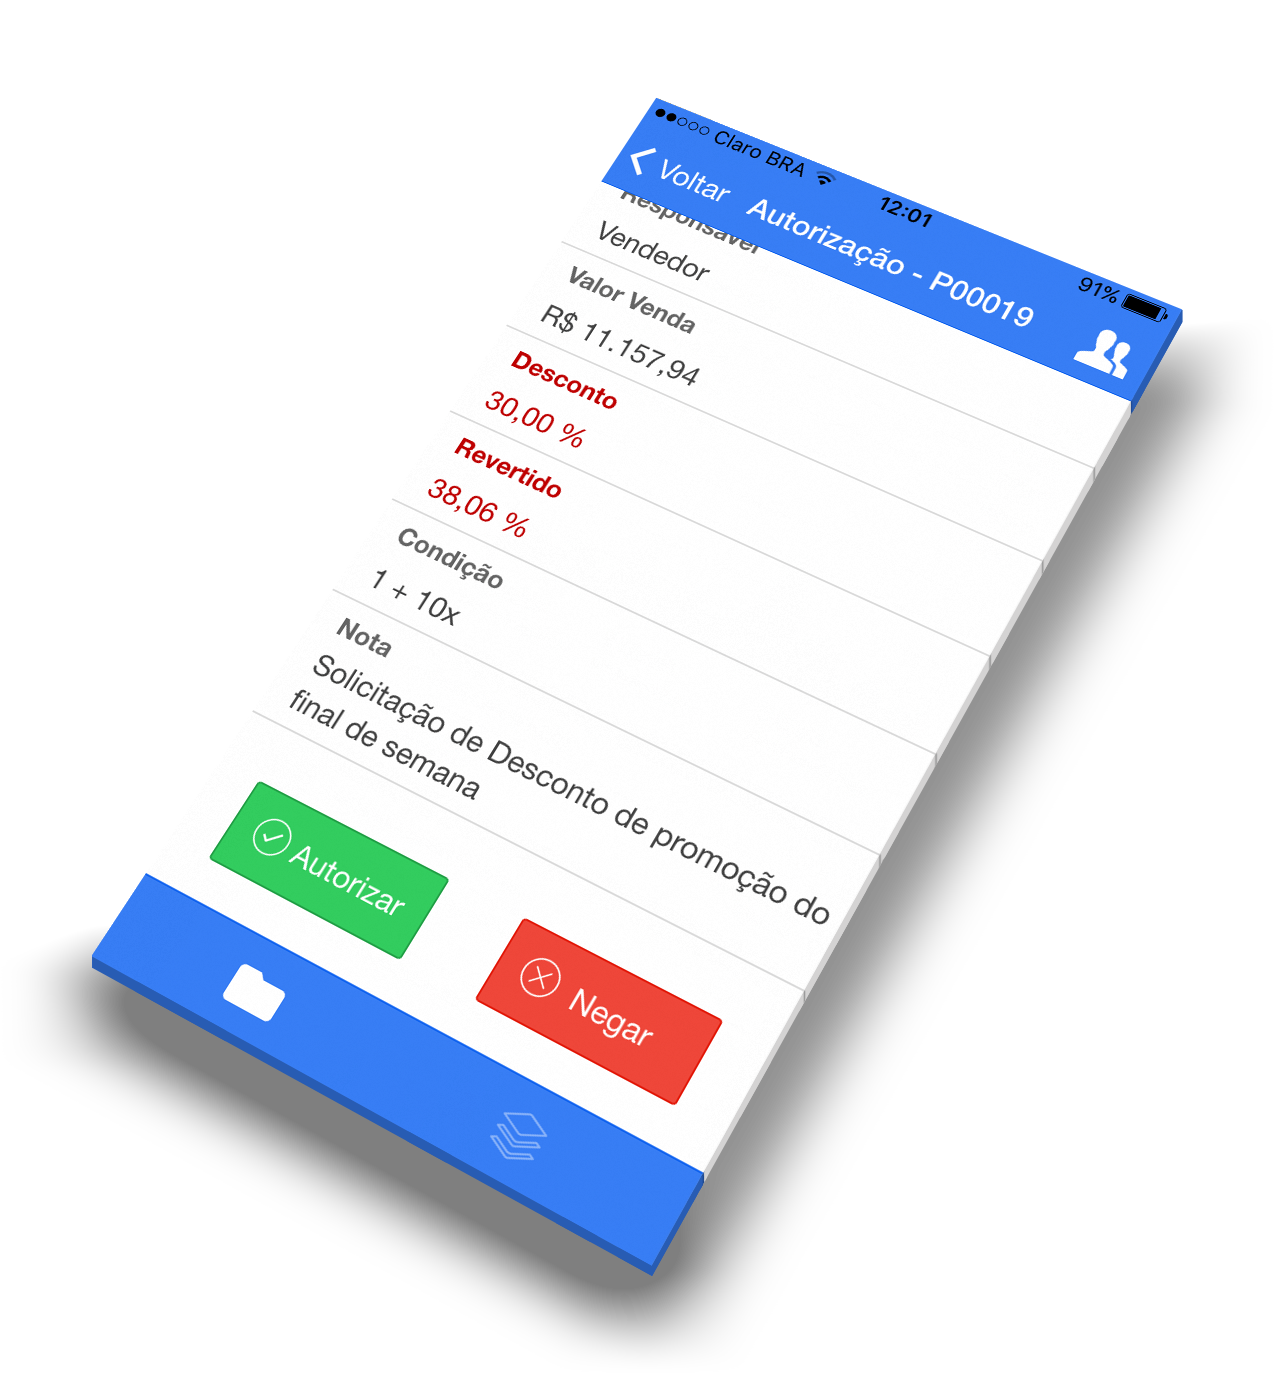 Claro BRA 12:01 91%
Voltar Autorização - P00019
Responsável
Vendedor
Valor Venda
R$ 11.157,94
Desconto
30,00 %
Revertido
38,06 %
Condição
1 + 10x
Nota
Solicitação de Desconto de promoção do
final de semana
Autorizar
Negar